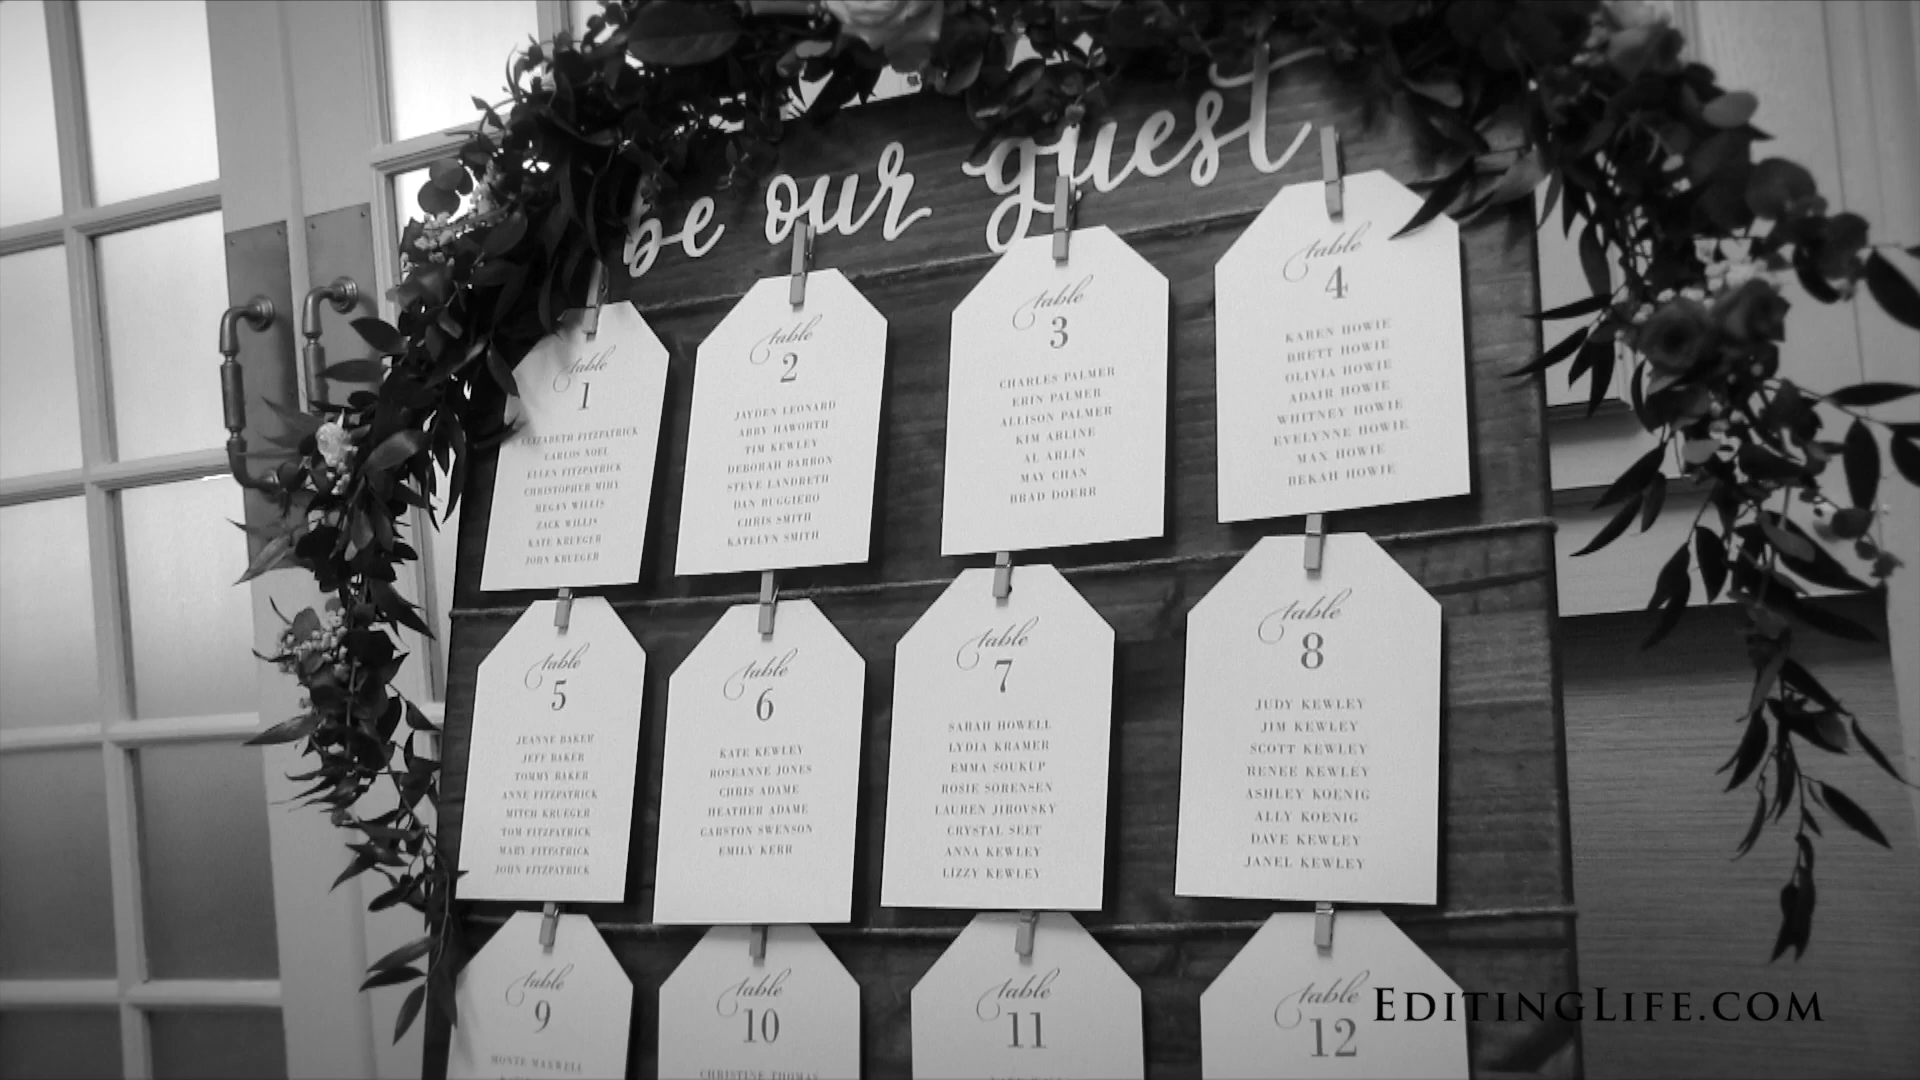 be our guest
table
1
ELIZABETH FITZPATRICK
CARLOS NOEL
ELLEN FITZPATRICK
CHRISTOPHER MIHY
MEGAN WILLIS
ZACK WILLIS
KATE KRUEGER
JOHN KRUEGER
table
2
JAYDEN LEONARD
ABBY HAWORTH
TIM KEWLEY
DEBORAH BARRON
STEVE LANDRETH
DAN RUGGIERO
CHRIS SMITH
KATELYN SMITH
table
3
CHARLES PALMER
ERIN PALMER
ALLISON PALMER
KIM ARLINE
AL ARLIN
MAY CHAN
BRAD DOERR
table
4
KAREN HOWIE
BRETT HOWIE
OLIVIA HOWIE
ADAIR HOWIE
WHITNEY HOWIE
EVELYNNE HOWIE
MAX HOWIE
BEKAH HOWIE
table
5
JEANNE BAKER
JEFF BAKER
TOMMY BAKER
ANNE FITZPATRICK
MITCH KRUEGER
TOM FITZPATRICK
MARY FITPATRICK
JOHN FITZPATRICK
table
6
KATE KEWLEY
ROSEANNE JONES
CHRIS ADAME
HEATHER ADAME
CARSTON SWENSON
EMILY KERR
table
7
SARAH HOWELL
LYDIA KRAMER
EMMA SOUKUP
ROSIE SORENSEN
LAUREN JIROVSKY
CRYSTAL SEET
ANNA KEWLEY
LIZZY KEWLEY
table
8
JUDY KEWLEY
JIM KEWLEY
SCOTT KEWLEY
RENEE KEWLEY
ASHLEY KOENIG
ALLY KOENIG
DAVE KEWLEY
JANEL KEWLEY
table
9
MONTE MAXWELL
table
10
CHRISTINE THOMAS
table
11
table
12
EDITINGLIFE.COM